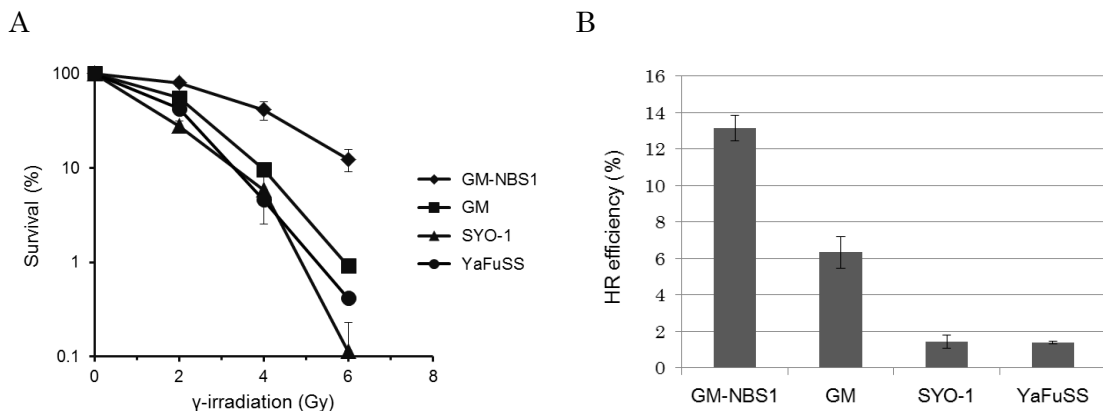 A
B
Survival (%)
100
10
1
0.1
0
2
4
6
8
γ-irradiation (Gy)
GM-NBS1
GM
SYO-1
YaFuSS
HR efficiency (%)
16
14
12
10
8
6
4
2
0
GM-NBS1
GM
SYO-1
YaFuSS